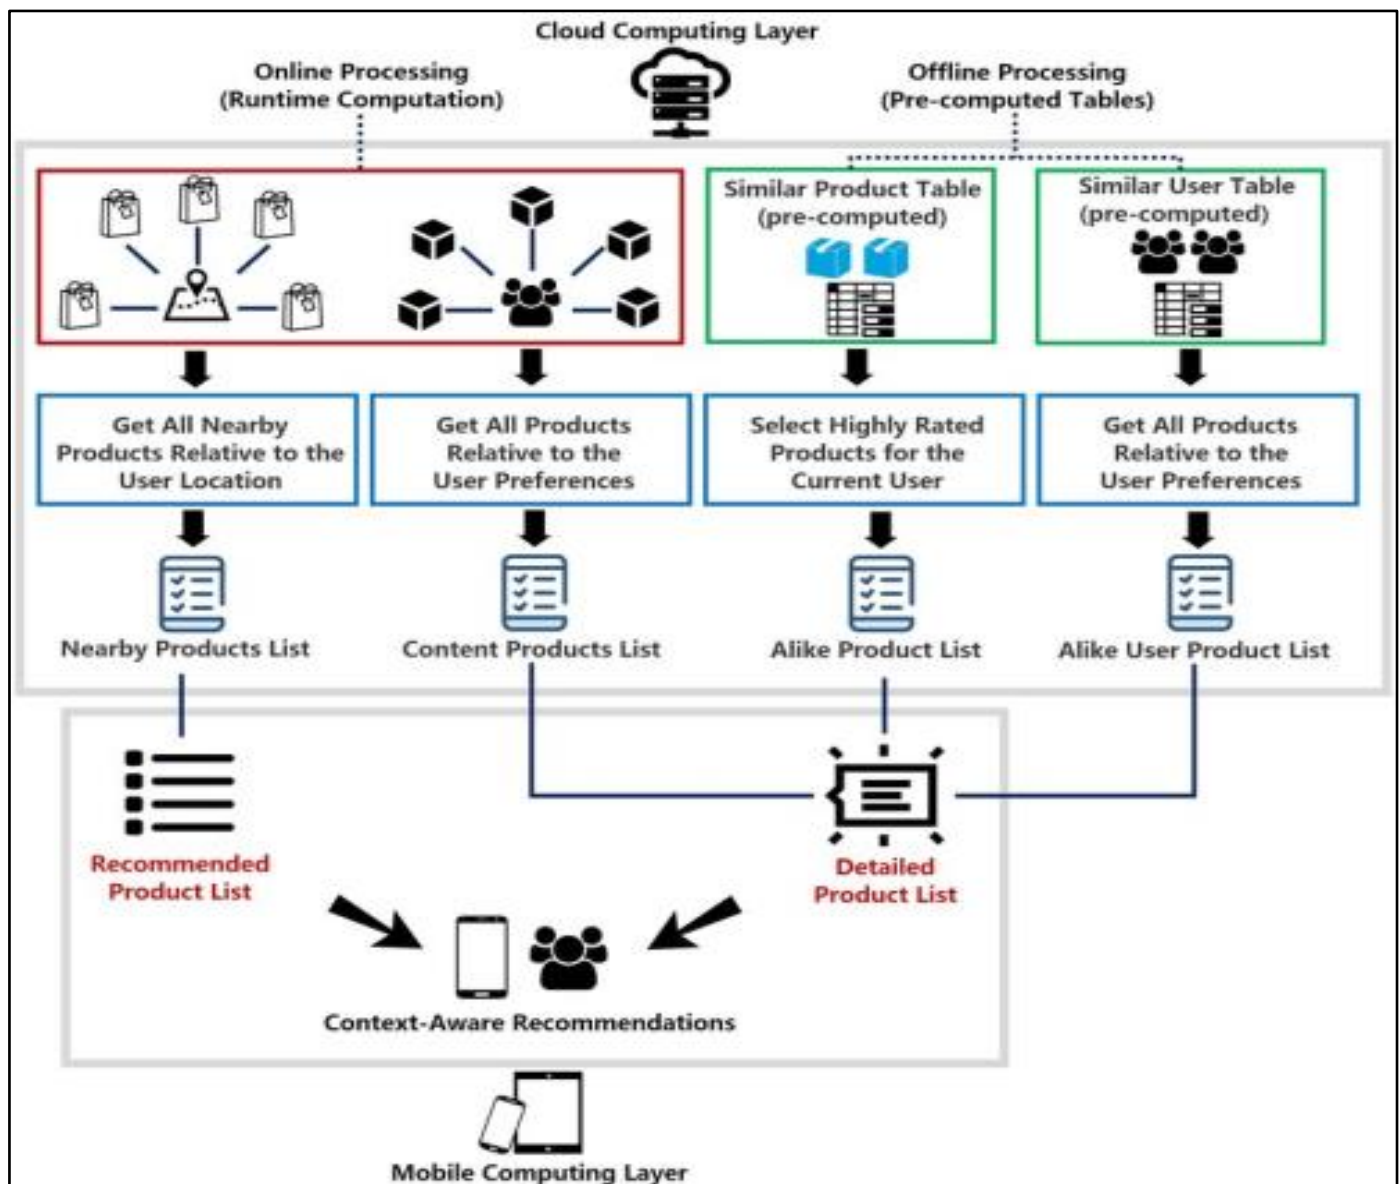 Cloud Computing Layer
Online Processing
(Runtime Computation)
Offline Processing
(Pre-computed Tables)
Similar Product Table
(pre-computed)
Similar User Table
(pre-computed)
Get All Nearby
Products Relative to the
User Location
Get All Products
Relative to the
User Preferences
Select Highly Rated
Products for the
Current User
Get All Products
Relative to the
User Preferences
Nearby Products List
Content Products List
Alike Product List
Alike User Product List
Recommended
Product List
Detailed
Product List
Context-Aware Recommendations
Mobile Computing Layer